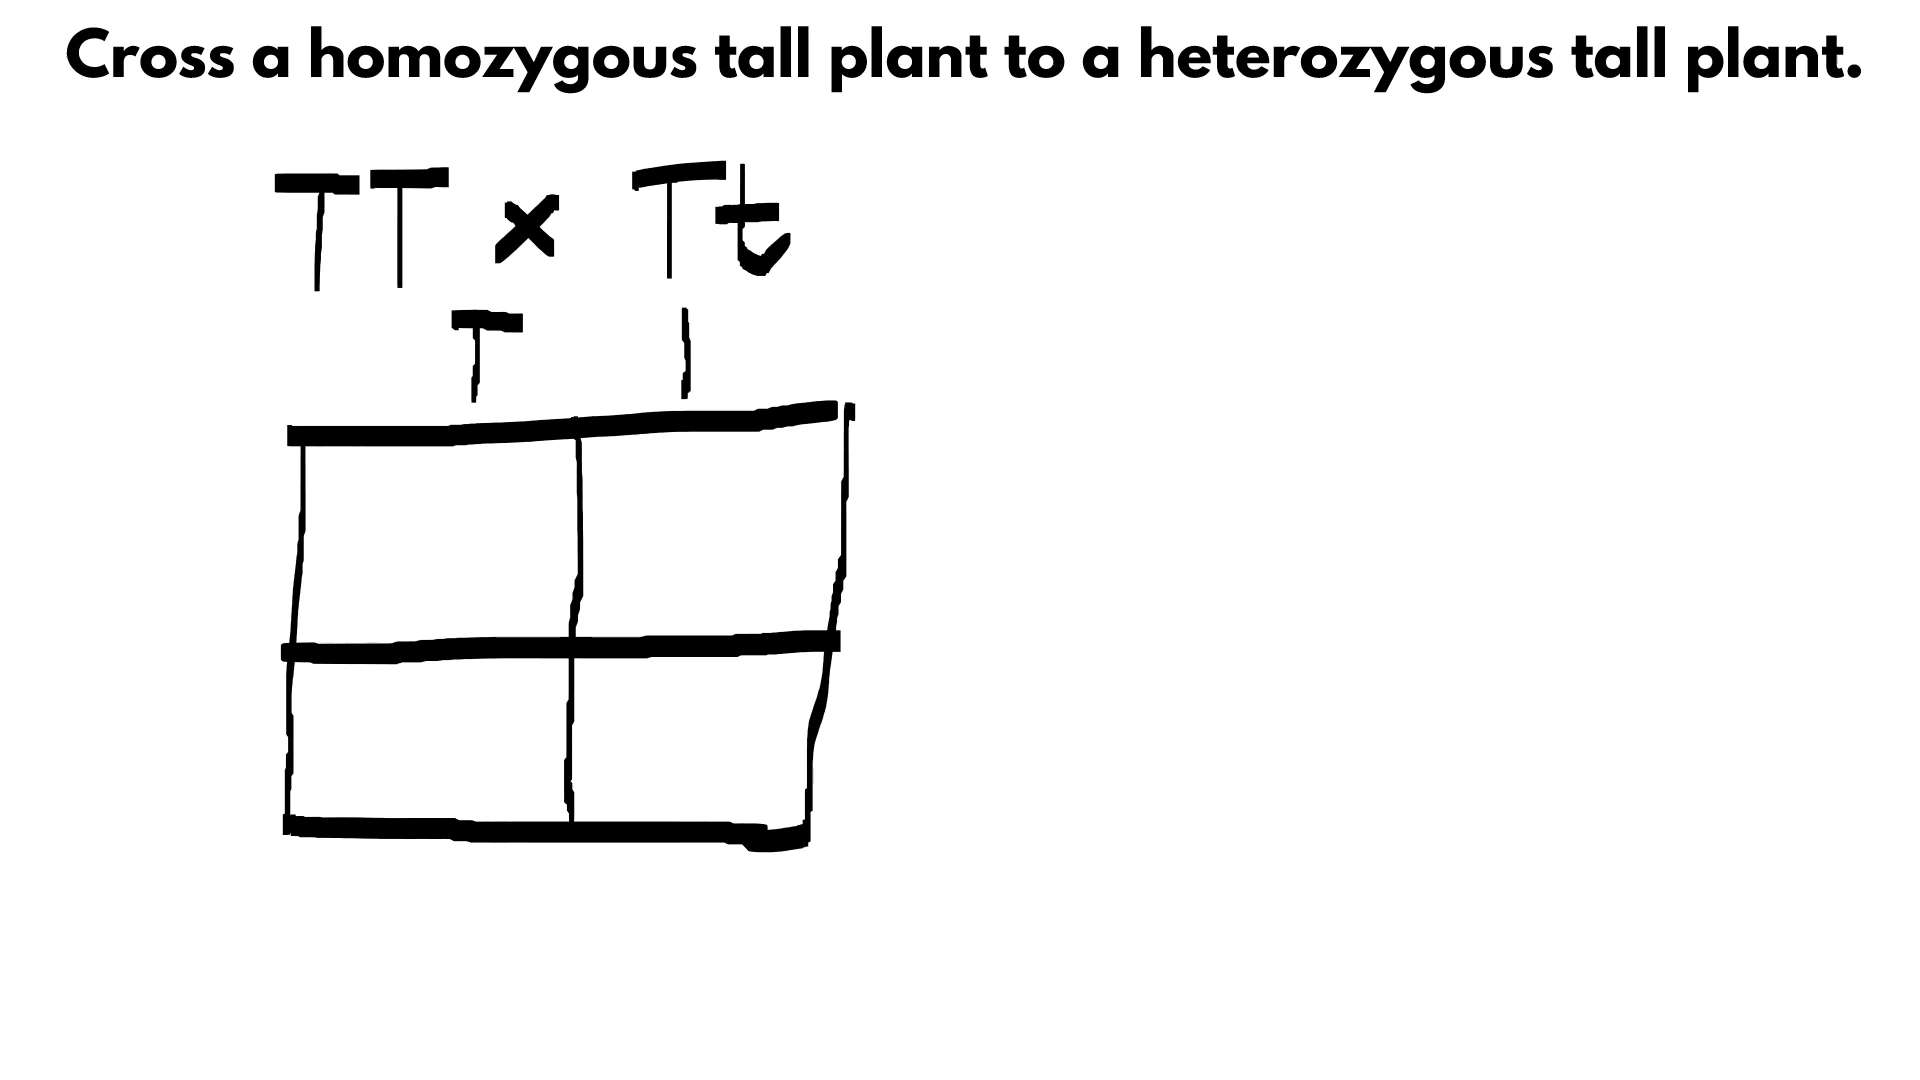 Cross a homozygous tall plant to a heterozygous tall plant.
TT x Tt
T